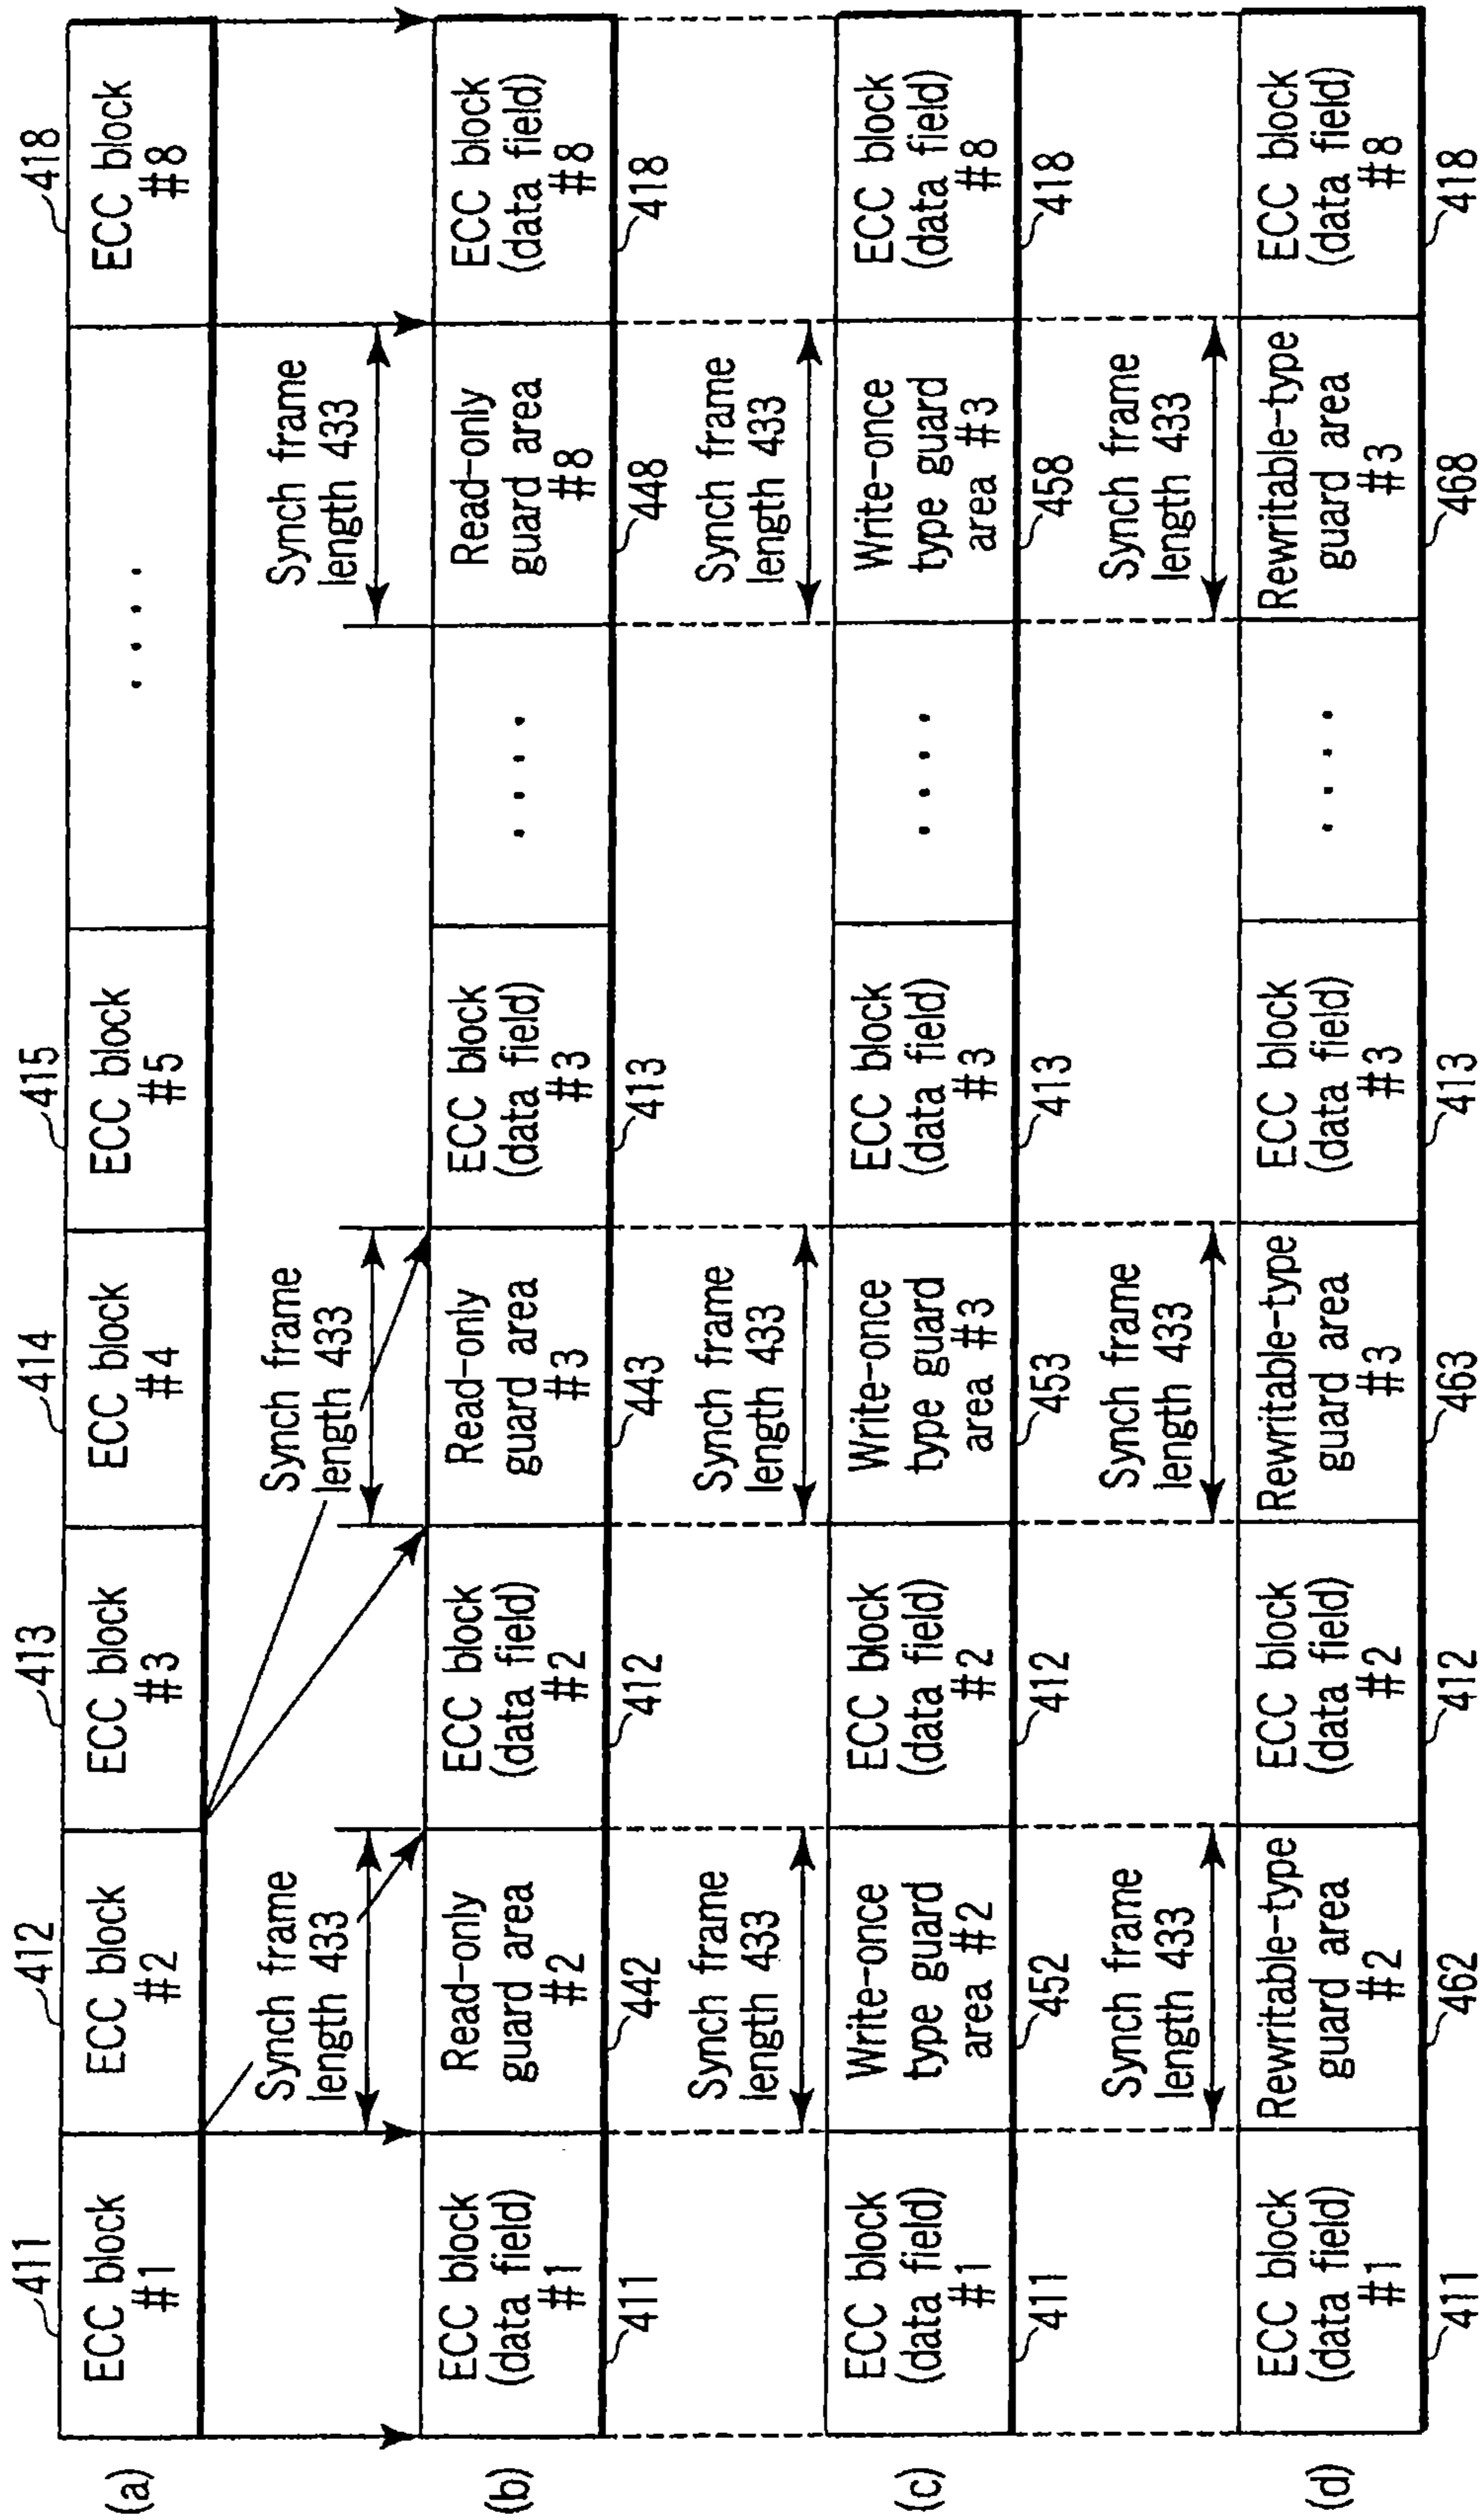 (a)
411
412
413
414
415
418
ECC block
#1
ECC block
#2
ECC block
#3
ECC block
#4
ECC block
#5
. . . .
ECC block
#8
Synch frame
length 433
Synch frame
length 433
Synch frame
length 433
(b)
ECC block
(data field)
#1
Read-only
guard area
#2
ECC block
(data field)
#2
Read-only
guard area
#3
ECC block
(data field)
#3
. . . .
Read-only
guard area
#8
ECC block
(data field)
#8
411
442
412
443
413
448
418
Synch frame
length 433
Synch frame
length 433
Synch frame
length 433
(c)
ECC block
(data field)
#1
Write-once
type guard
area #2
ECC block
(data field)
#2
Write-once
type guard
area #3
ECC block
(data field)
#3
. . . .
Write-once
type guard
area #3
ECC block
(data field)
#8
411
452
412
453
413
458
418
Synch frame
length 433
Synch frame
length 433
Synch frame
length 433
(d)
ECC block
(data field)
#1
Rewritable-type
guard area
#2
ECC block
(data field)
#2
Rewritable-type
guard area
#3
ECC block
(data field)
#3
. . . .
Rewritable-type
guard area
#3
ECC block
(data field)
#8
411
462
412
463
413
468
418